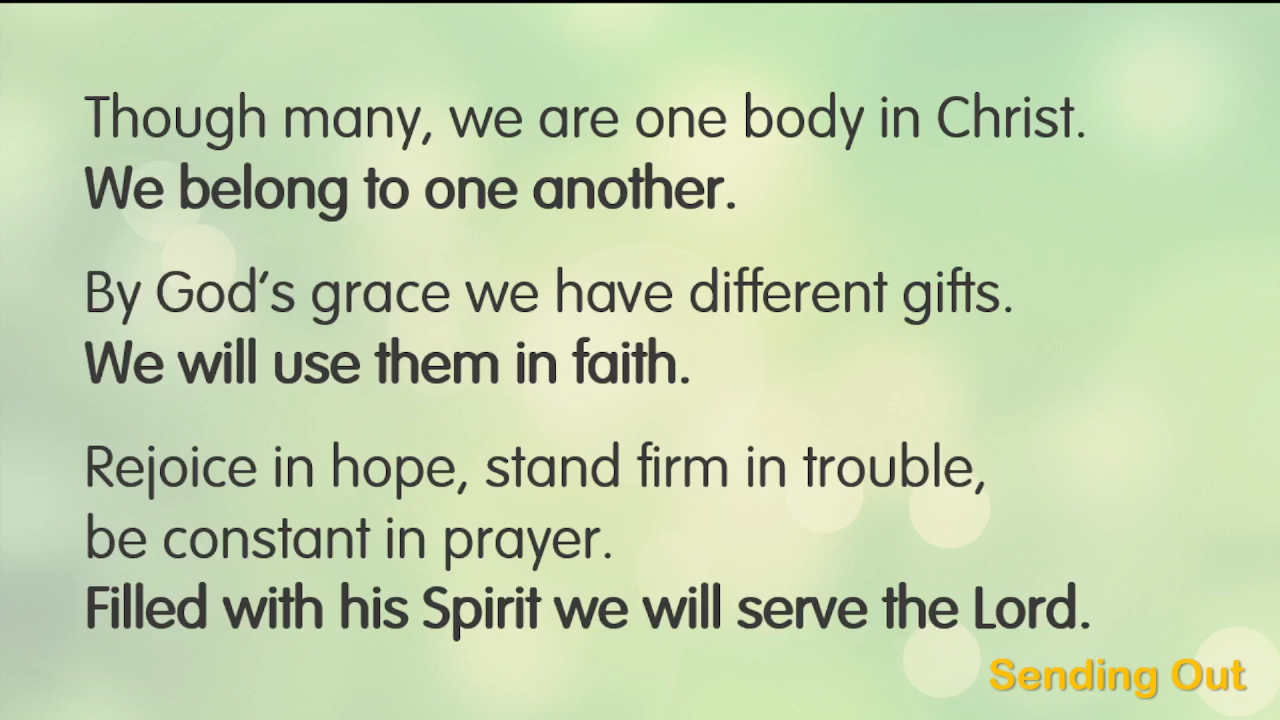 Though many, we are one body in Christ.
We belong to one another.
By God's grace we have different gifts.
We will use them in faith.
Rejoice in hope, stand firm in trouble,
be constant in prayer.
Filled with his Spirit we will serve the Lord.
Sending Out